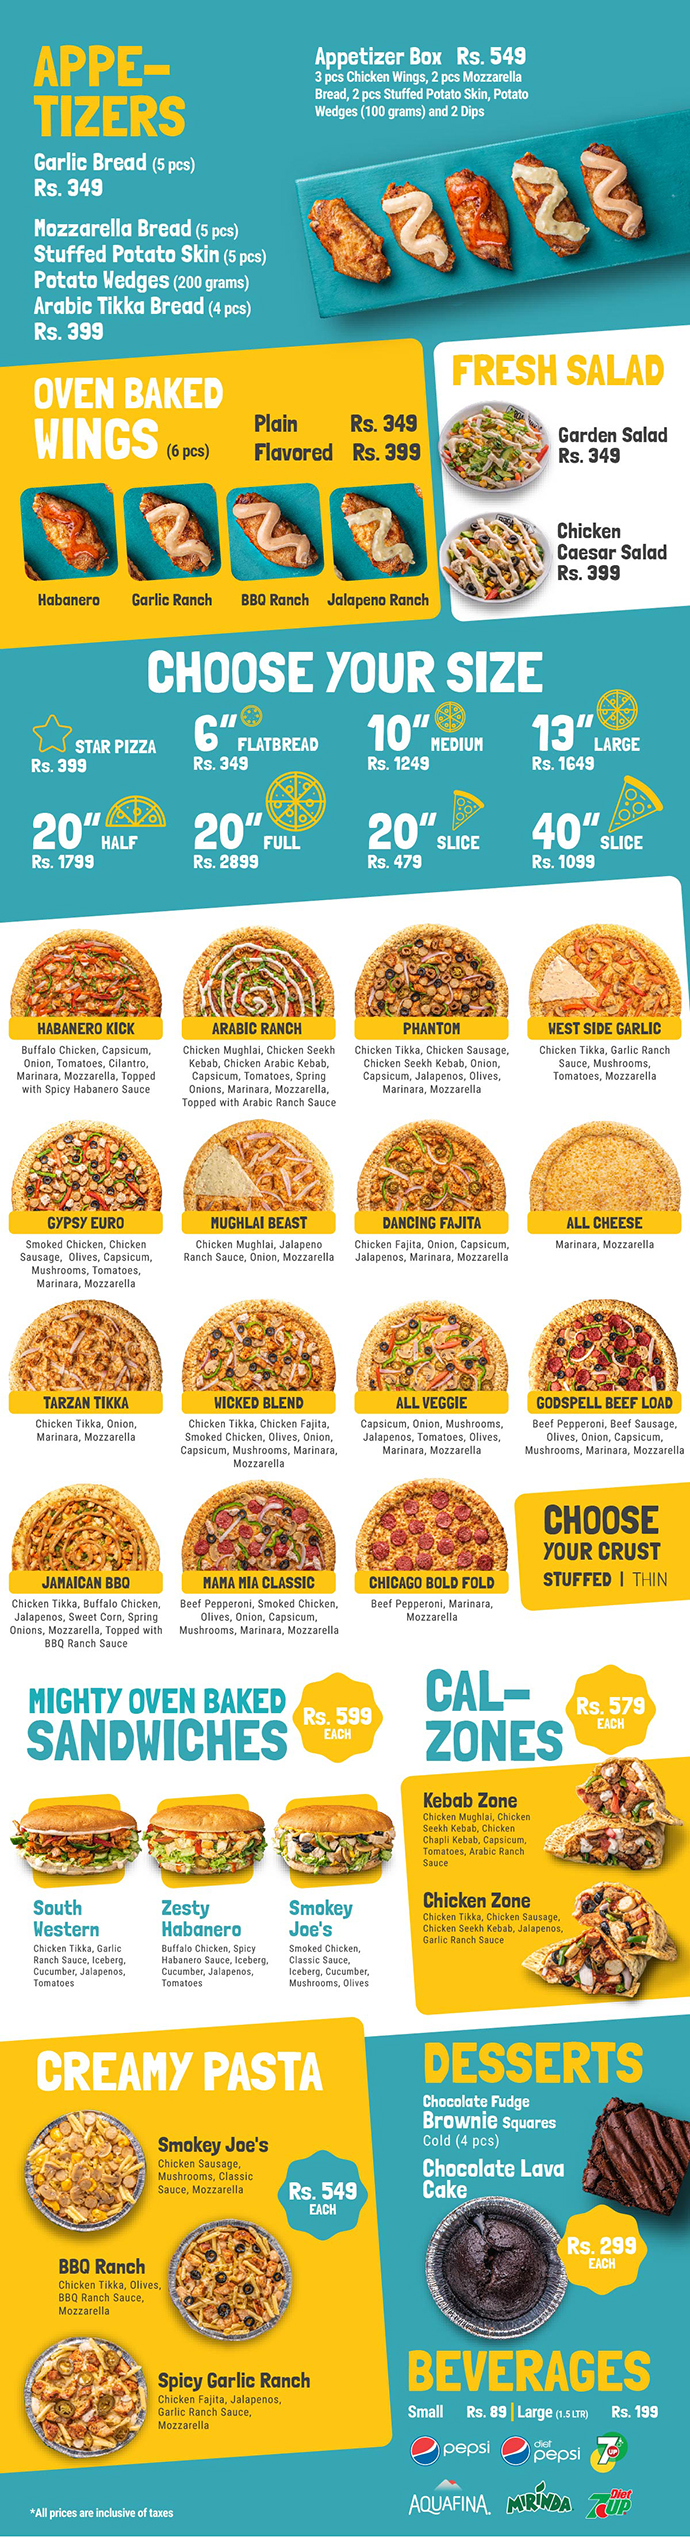 APPE-
TIZERS
Garlic Bread (5 pcs)
Rs. 349
Mozzarella Bread (5 pcs)
Stuffed Potato Skin (5 pcs)
Potato Wedges (200 grams)
Arabic Tikka Bread (4 pcs)
Rs. 399
Appetizer Box Rs. 549
3 pcs Chicken Wings, 2 pcs Mozzarella
Bread, 2 pcs Stuffed Potato Skin, Potato
Wedges (100 grams) and 2 Dips
OVEN BAKED
WINGS (6 pcs)
Plain Rs. 349
Flavored Rs. 399
Habanero
Garlic Ranch
BBQ Ranch
Jalapeno Ranch
FRESH SALAD
Garden Salad
Rs. 349
Chicken
Caesar Salad
Rs. 399
CHOOSE YOUR SIZE
STAR PIZZA
Rs. 399
6" FLATBREAD
Rs. 349
10" MEDIUM
Rs. 1249
13" LARGE
Rs. 1649
20" HALF
Rs. 1799
20" FULL
Rs. 2899
20" SLICE
Rs. 479
40" SLICE
Rs. 1099
HABANERO KICK
Buffalo Chicken, Capsicum,
Onion, Tomatoes, Cilantro,
Marinara, Mozzarella, Topped
with Spicy Habanero Sauce
ARABIC RANCH
Chicken Mughlai, Chicken Seekh
Kebab, Chicken Arabic Kebab,
Capsicum, Tomatoes, Spring
Onions, Marinara, Mozzarella,
Topped with Arabic Ranch Sauce
PHANTOM
Chicken Tikka, Chicken Sausage,
Chicken Seekh Kebab, Onion,
Capsicum, Jalapenos, Olives,
Marinara, Mozzarella
WEST SIDE GARLIC
Chicken Tikka, Garlic Ranch
Sauce, Mushrooms,
Tomatoes, Mozzarella
GYPSY EURO
Smoked Chicken, Chicken
Sausage, Olives, Capsicum,
Mushrooms, Tomatoes,
Marinara, Mozzarella
MUGHLAI BEAST
Chicken Mughlai, Jalapeno
Ranch Sauce, Onion, Mozzarella
DANCING FAJITA
Chicken Fajita, Onion, Capsicum,
Jalapenos, Marinara, Mozzarella
ALL CHEESE
Marinara, Mozzarella
TARZAN TIKKA
Chicken Tikka, Onion,
Marinara, Mozzarella
WICKED BLEND
Chicken Tikka, Chicken Fajita,
Smoked Chicken, Olives, Onion,
Capsicum, Mushrooms, Marinara,
Mozzarella
ALL VEGGIE
Capsicum, Onion, Mushrooms,
Jalapenos, Tomatoes, Olives,
Marinara, Mozzarella
GODSPELL BEEF LOAD
Beef Pepperoni, Beef Sausage,
Olives, Onion, Capsicum,
Mushrooms, Marinara, Mozzarella
JAMAICAN BBQ
Chicken Tikka, Buffalo Chicken,
Jalapenos, Sweet Corn, Spring
Onions, Mozzarella, Topped with
BBQ Ranch Sauce
MAMA MIA CLASSIC
Beef Pepperoni, Smoked Chicken,
Olives, Onion, Capsicum,
Mushrooms, Marinara, Mozzarella
CHICAGO BOLD FOLD
Beef Pepperoni, Marinara,
Mozzarella
CHOOSE
YOUR CRUST
STUFFED | THIN
MIGHTY OVEN BAKED
SANDWICHES
Rs. 599
EACH
South
Western
Chicken Tikka, Garlic
Ranch Sauce, Iceberg,
Cucumber, Jalapenos,
Tomatoes
Zesty
Habanero
Buffalo Chicken, Spicy
Habanero Sauce, Iceberg,
Cucumber, Jalapenos,
Tomatoes
Smokey
Joe's
Smoked Chicken,
Classic Sauce,
Iceberg, Cucumber,
Mushrooms, Olives
CAL-
ZONES
Rs. 579
EACH
Kebab Zone
Chicken Mughlai, Chicken
Seekh Kebab, Chicken
Chapli Kebab, Capsicum,
Tomatoes, Arabic Ranch
Sauce
Chicken Zone
Chicken Tikka, Chicken Sausage,
Chicken Seekh Kebab, Jalapenos,
Garlic Ranch Sauce
CREAMY PASTA
Smokey Joe's
Chicken Sausage,
Mushrooms, Classic
Sauce, Mozzarella
Rs. 549
EACH
BBQ Ranch
Chicken Tikka, Olives,
BBQ Ranch Sauce,
Mozzarella
Spicy Garlic Ranch
Chicken Fajita, Jalapenos,
Garlic Ranch Sauce,
Mozzarella
*All prices are inclusive of taxes
DESSERTS
Chocolate Fudge
Brownie Squares
Cold (4 pcs)
Chocolate Lava
Cake
Rs. 299
EACH
BEVERAGES
Small Rs. 89 | Large (1.5 LTR) Rs. 199
pepsi
diet
pepsi
7
UP
AQUAFINA
MIRINDA
Diet
7UP